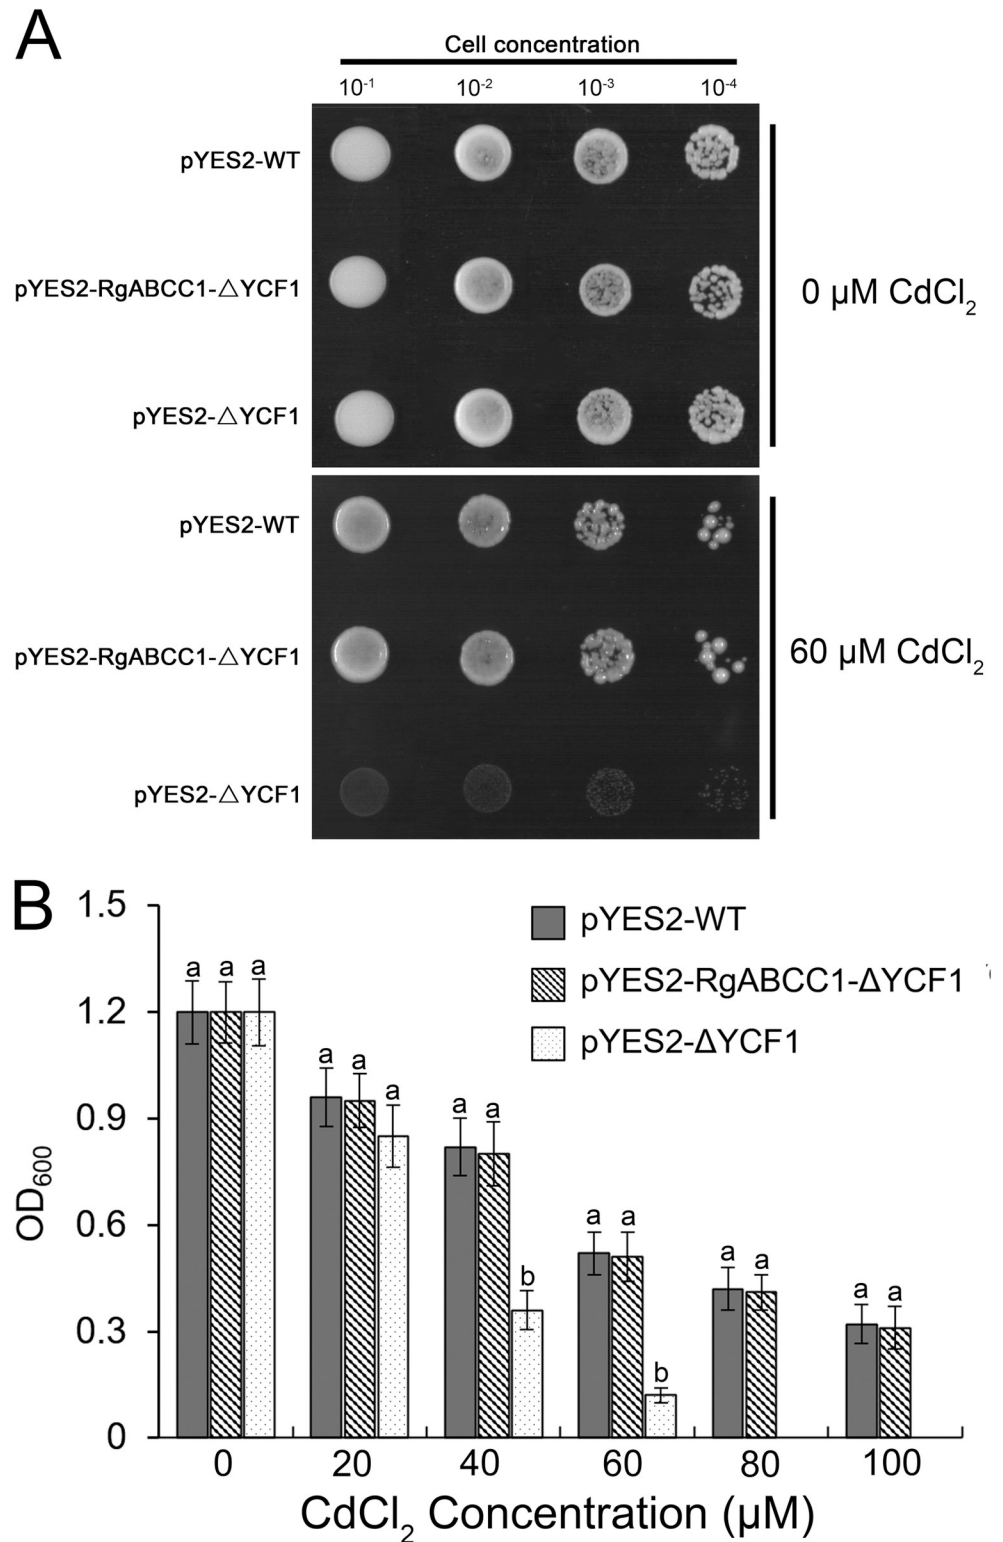 A
Cell concentration
10⁻¹ 10⁻² 10⁻³ 10⁻⁴
pYES2-WT
pYES2-RgABCC1-△YCF1
pYES2-△YCF1
0 µM CdCl₂
pYES2-WT
pYES2-RgABCC1-△YCF1
pYES2-△YCF1
60 µM CdCl₂
B
pYES2-WT
pYES2-RgABCC1-ΔYCF1
pYES2-ΔYCF1
1.5
1.2
0.9
0.6
0.3
0
OD₆₀₀
a a a
a a a
a a b
a a b
a a
a a
0 20 40 60 80 100
CdCl₂ Concentration (µM)